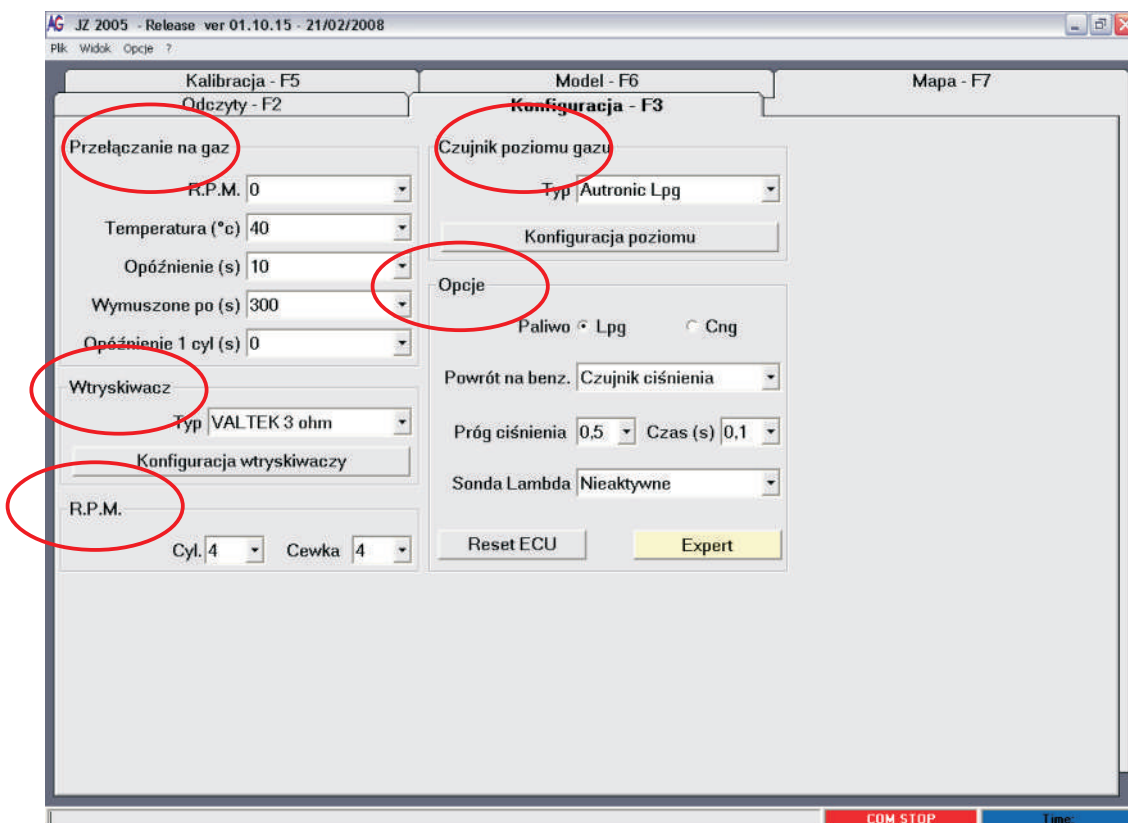 AG JZ 2005 - Release ver 01.10.15 - 21/02/2008
Plik Widok Opcje ?
Kalibracja - F5 Model - F6 Mapa - F7
Odczyty - F2 Konfiguracja - F3
Przełączanie na gaz
R.P.M. 0
Temperatura (°c) 40
Opóźnienie (s) 10
Wymuszone po (s) 300
Opóźnienie 1 cyl (s) 0
Wtryskiwacz
Typ VALTEK 3 ohm
Konfiguracja wtryskiwaczy
R.P.M.
Cyl. 4 Cewka 4
Czujnik poziomu gazu
Typ Autronic Lpg
Konfiguracja poziomu
Opcje
Paliwo Lpg Cng
Powrót na benz. Czujnik ciśnienia
Próg ciśnienia 0,5 Czas (s) 0,1
Sonda Lambda Nieaktywne
Reset ECU Expert
COM STOP Time: